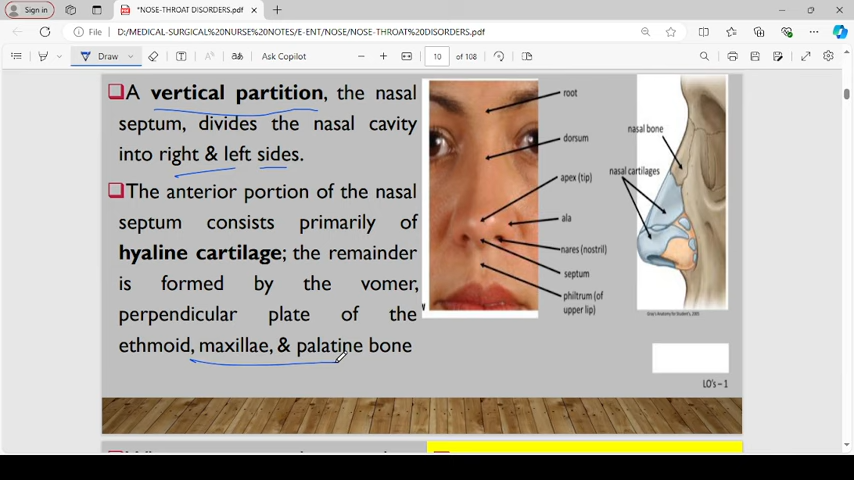 Sign in
*NOSE-THROAT DISORDERS.pdf
File
D:/MEDICAL-SURGICAL%20NURSE%20NOTES/E-ENT/NOSE/NOSE-THROAT%20DISORDERS.pdf
Draw
Ask Copilot
10 of 108
A vertical partition, the nasal
septum, divides the nasal cavity
into right & left sides.
The anterior portion of the nasal
septum consists primarily of
hyaline cartilage; the remainder
is formed by the vomer,
perpendicular plate of the
ethmoid, maxillae, & palatine bone
root
dorsum
apex (tip)
ala
nares (nostril)
septum
philtrum (of
upper lip)
nasal bone
nasal cartilages
LO's – 1